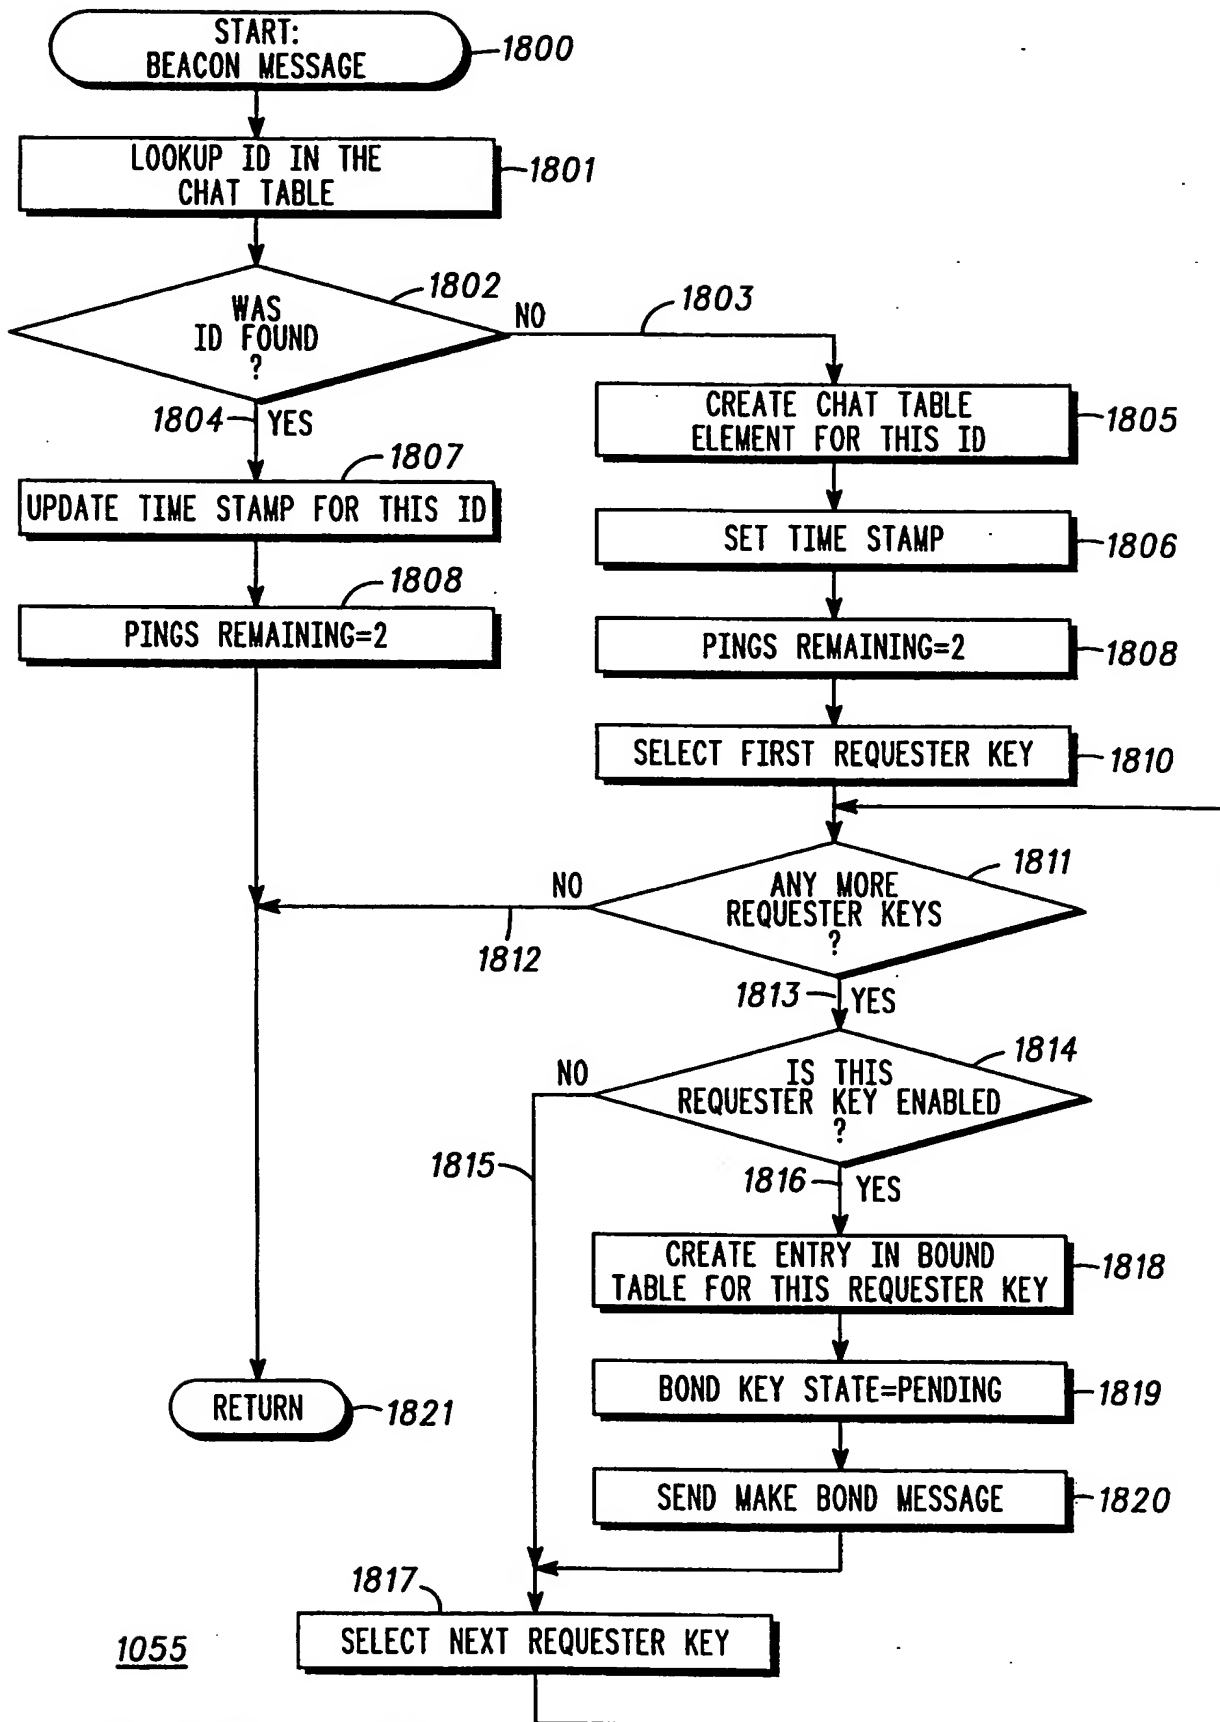 START:
BEACON MESSAGE
1800
LOOKUP ID IN THE
CHAT TABLE
1801
1802
WAS
ID FOUND
?
NO
1803
1804
YES
CREATE CHAT TABLE
ELEMENT FOR THIS ID
1805
1807
UPDATE TIME STAMP FOR THIS ID
SET TIME STAMP
1806
1808
PINGS REMAINING=2
PINGS REMAINING=2
1808
SELECT FIRST REQUESTER KEY
1810
1811
ANY MORE
REQUESTER KEYS
?
NO
1812
1813
YES
1814
IS THIS
REQUESTER KEY ENABLED
?
NO
1815
1816
YES
CREATE ENTRY IN BOUND
TABLE FOR THIS REQUESTER KEY
1818
BOND KEY STATE=PENDING
1819
RETURN
1821
SEND MAKE BOND MESSAGE
1820
1817
SELECT NEXT REQUESTER KEY
1055